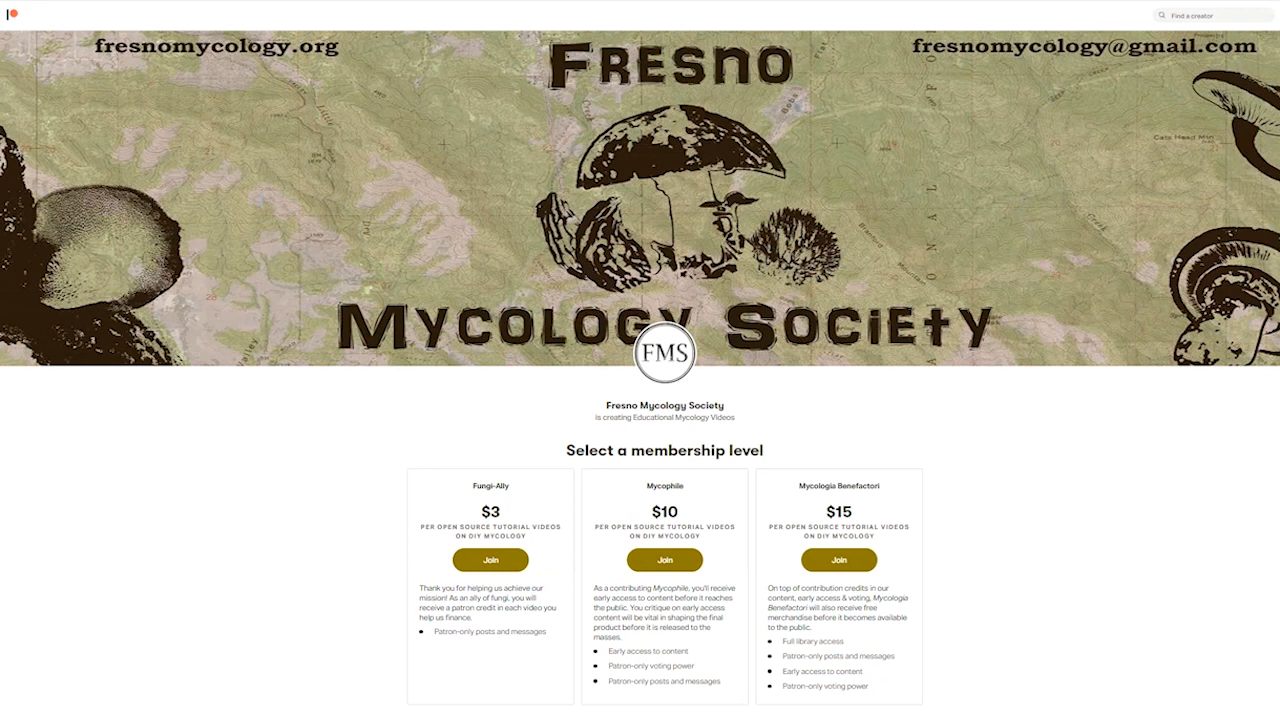 Find a creator
fresnomycology.org
fresnomycology@gmail.com
FRESNO
MYCOLOGY SOCiEtY
FMS
Fresno Mycology Society
is creating Educational Mycology Videos
Select a membership level
Fungi-Ally
$3
PER OPEN SOURCE TUTORIAL VIDEOS
ON DIY MYCOLOGY
Join
Thank you for helping us achieve our
mission! As an ally of fungi, you will
receive a patron credit in each video you
help us finance.
Patron-only posts and messages
Mycophile
$10
PER OPEN SOURCE TUTORIAL VIDEOS
ON DIY MYCOLOGY
Join
As a contributing Mycophile, you'll receive
early access to content before it reaches
the public. You critique on early access
content will be vital in shaping the final
product before it is released to the
masses.
Early access to content
Patron-only voting power
Patron-only posts and messages
Mycologia Benefactori
$15
PER OPEN SOURCE TUTORIAL VIDEOS
ON DIY MYCOLOGY
Join
On top of contribution credits in our
content, early access & voting, Mycologia
Benefactori will also receive free
merchandise before it becomes available
to the public.
Full library access
Patron-only posts and messages
Early access to content
Patron-only voting power